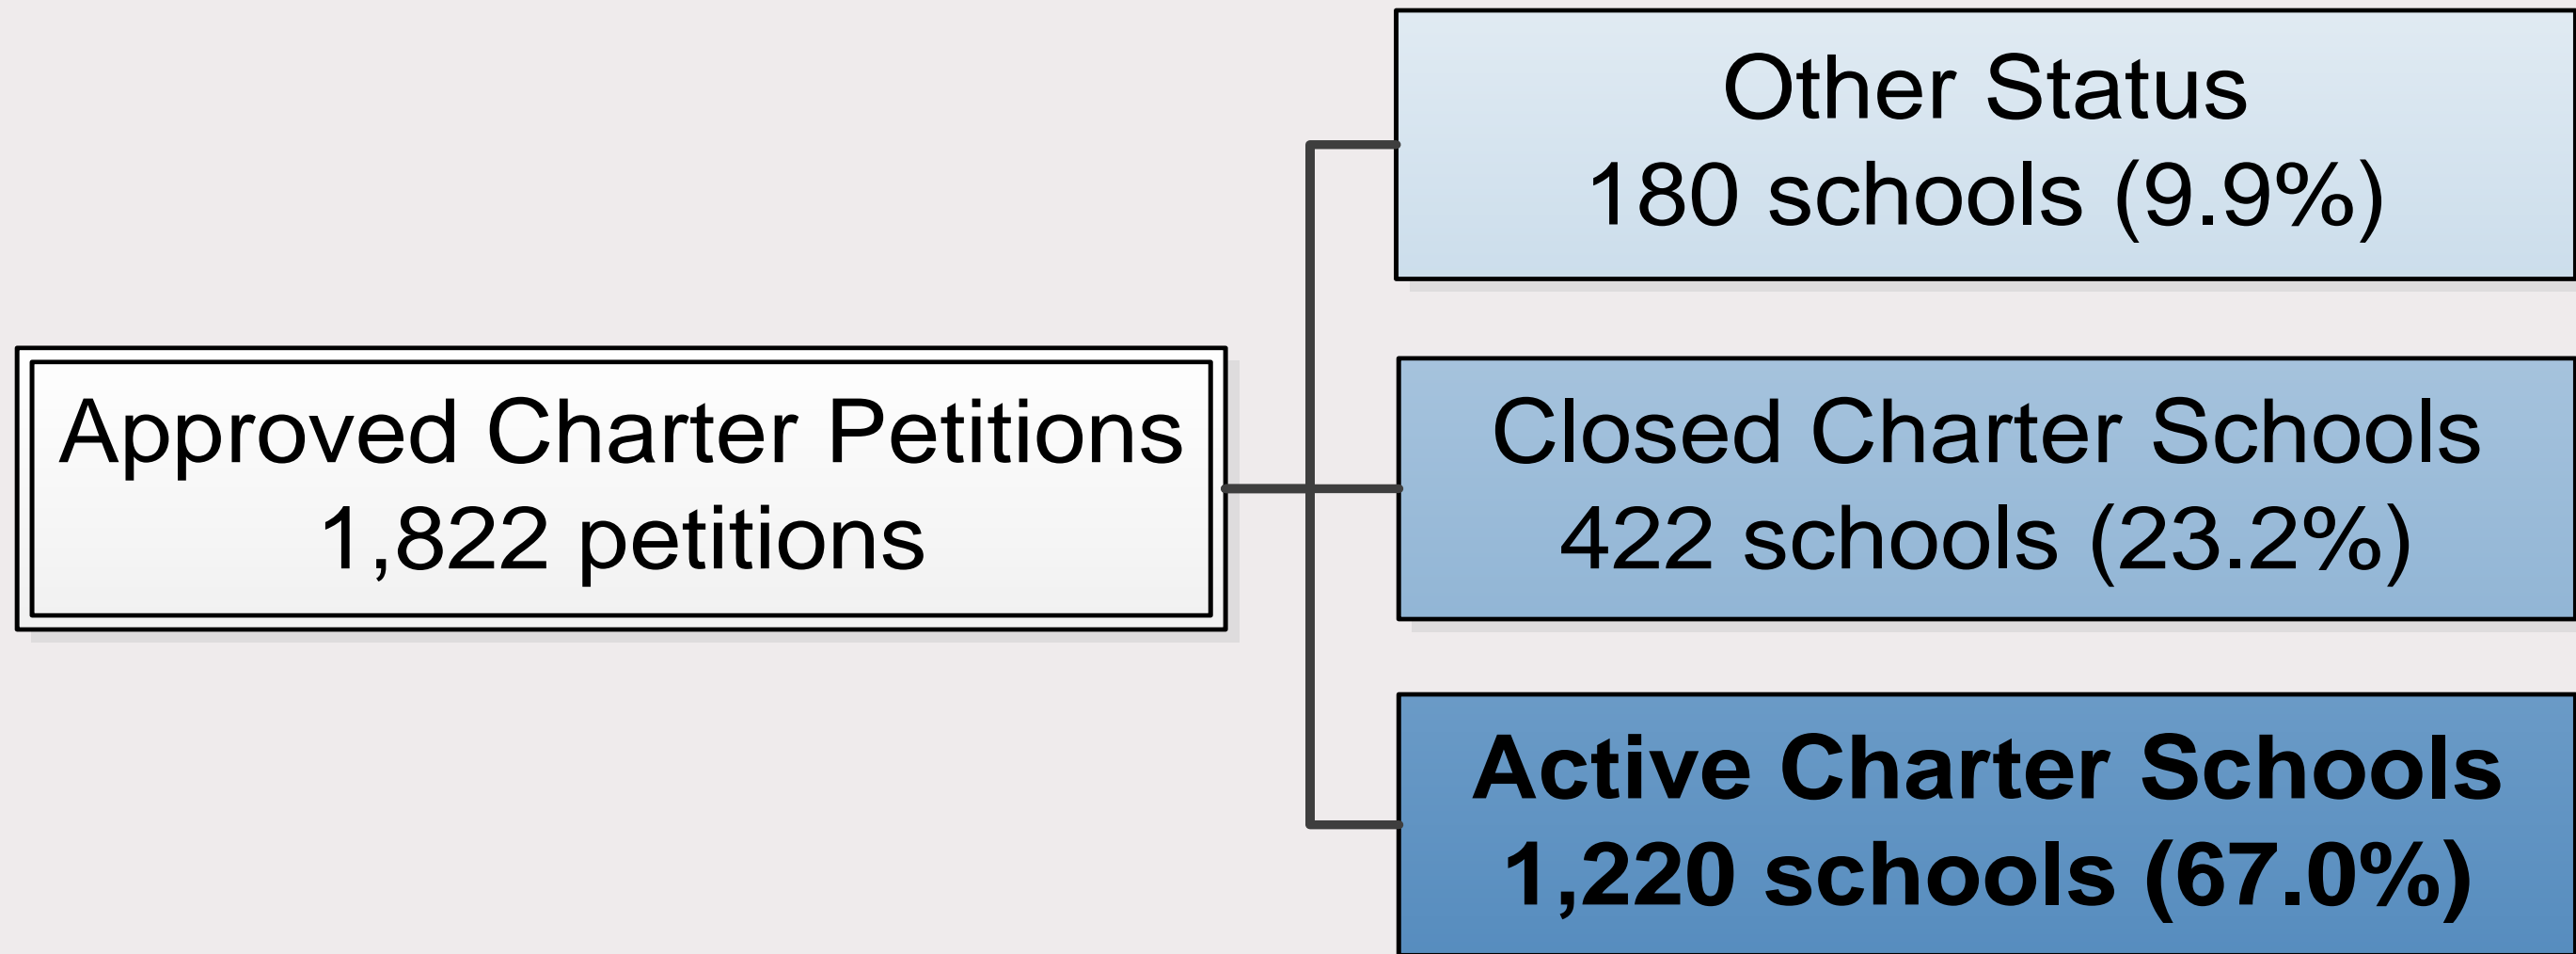 Approved Charter Petitions
1,822 petitions
Other Status
180 schools (9.9%)
Closed Charter Schools
422 schools (23.2%)
Active Charter Schools
1,220 schools (67.0%)